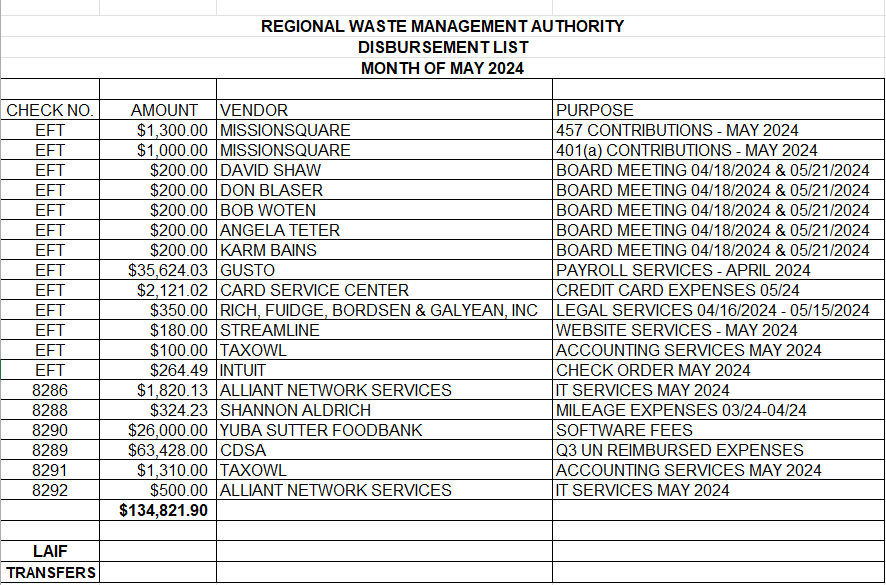 REGIONAL WASTE MANAGEMENT AUTHORITY
DISBURSEMENT LIST
MONTH OF MAY 2024
CHECK NO. AMOUNT VENDOR PURPOSE
EFT $1,300.00 MISSIONSQUARE 457 CONTRIBUTIONS - MAY 2024
EFT $1,000.00 MISSIONSQUARE 401(a) CONTRIBUTIONS - MAY 2024
EFT $200.00 DAVID SHAW BOARD MEETING 04/18/2024 & 05/21/2024
EFT $200.00 DON BLASER BOARD MEETING 04/18/2024 & 05/21/2024
EFT $200.00 BOB WOTEN BOARD MEETING 04/18/2024 & 05/21/2024
EFT $200.00 ANGELA TETER BOARD MEETING 04/18/2024 & 05/21/2024
EFT $200.00 KARM BAINS BOARD MEETING 04/18/2024 & 05/21/2024
EFT $35,624.03 GUSTO PAYROLL SERVICES - APRIL 2024
EFT $2,121.02 CARD SERVICE CENTER CREDIT CARD EXPENSES 05/24
EFT $350.00 RICH, FUIDGE, BORDSEN & GALYEAN, INC LEGAL SERVICES 04/16/2024 - 05/15/2024
EFT $180.00 STREAMLINE WEBSITE SERVICES - MAY 2024
EFT $100.00 TAXOWL ACCOUNTING SERVICES MAY 2024
EFT $264.49 INTUIT CHECK ORDER MAY 2024
8286 $1,820.13 ALLIANT NETWORK SERVICES IT SERVICES MAY 2024
8288 $324.23 SHANNON ALDRICH MILEAGE EXPENSES 03/24-04/24
8290 $26,000.00 YUBA SUTTER FOODBANK SOFTWARE FEES
8289 $63,428.00 CDSA Q3 UN REIMBURSED EXPENSES
8291 $1,310.00 TAXOWL ACCOUNTING SERVICES MAY 2024
8292 $500.00 ALLIANT NETWORK SERVICES IT SERVICES MAY 2024
$134,821.90
LAIF
TRANSFERS